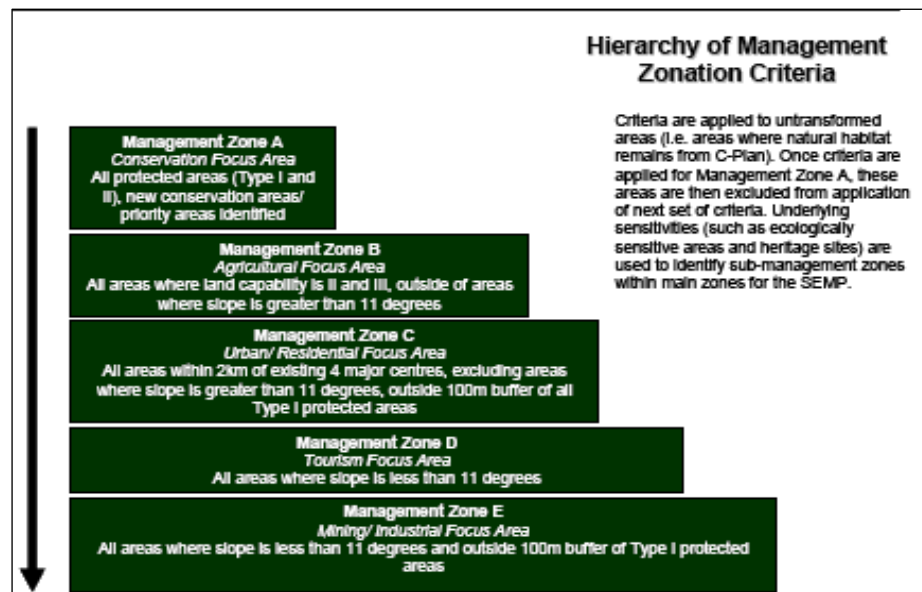 Hierarchy of Management
Zonation Criteria
Criteria are applied to untransformed
areas (i.e. areas where natural habitat
remains from C-Plan). Once criteria are
applied for Management Zone A, these
areas are then excluded from application
of next set of criteria. Underlying
sensitivities (such as ecologically
sensitive areas and heritage sites) are
used to identify sub-management zones
within main zones for the SEMP.
Management Zone A
Conservation Focus Area
All protected areas (Type I and
II), new conservation areas/
priority areas identified
Management Zone B
Agricultural Focus Area
All areas where land capability is II and III, outside of areas
where slope is greater than 11 degrees
Management Zone C
Urban/ Residential Focus Area
All areas within 2km of existing 4 major centres, excluding areas
where slope is greater than 11 degrees, outside 100m buffer of all
Type I protected areas
Management Zone D
Tourism Focus Area
All areas where slope is less than 11 degrees
Management Zone E
Mining/ Industrial Focus Area
All areas where slope is less than 11 degrees and outside 100m buffer of Type I protected
areas